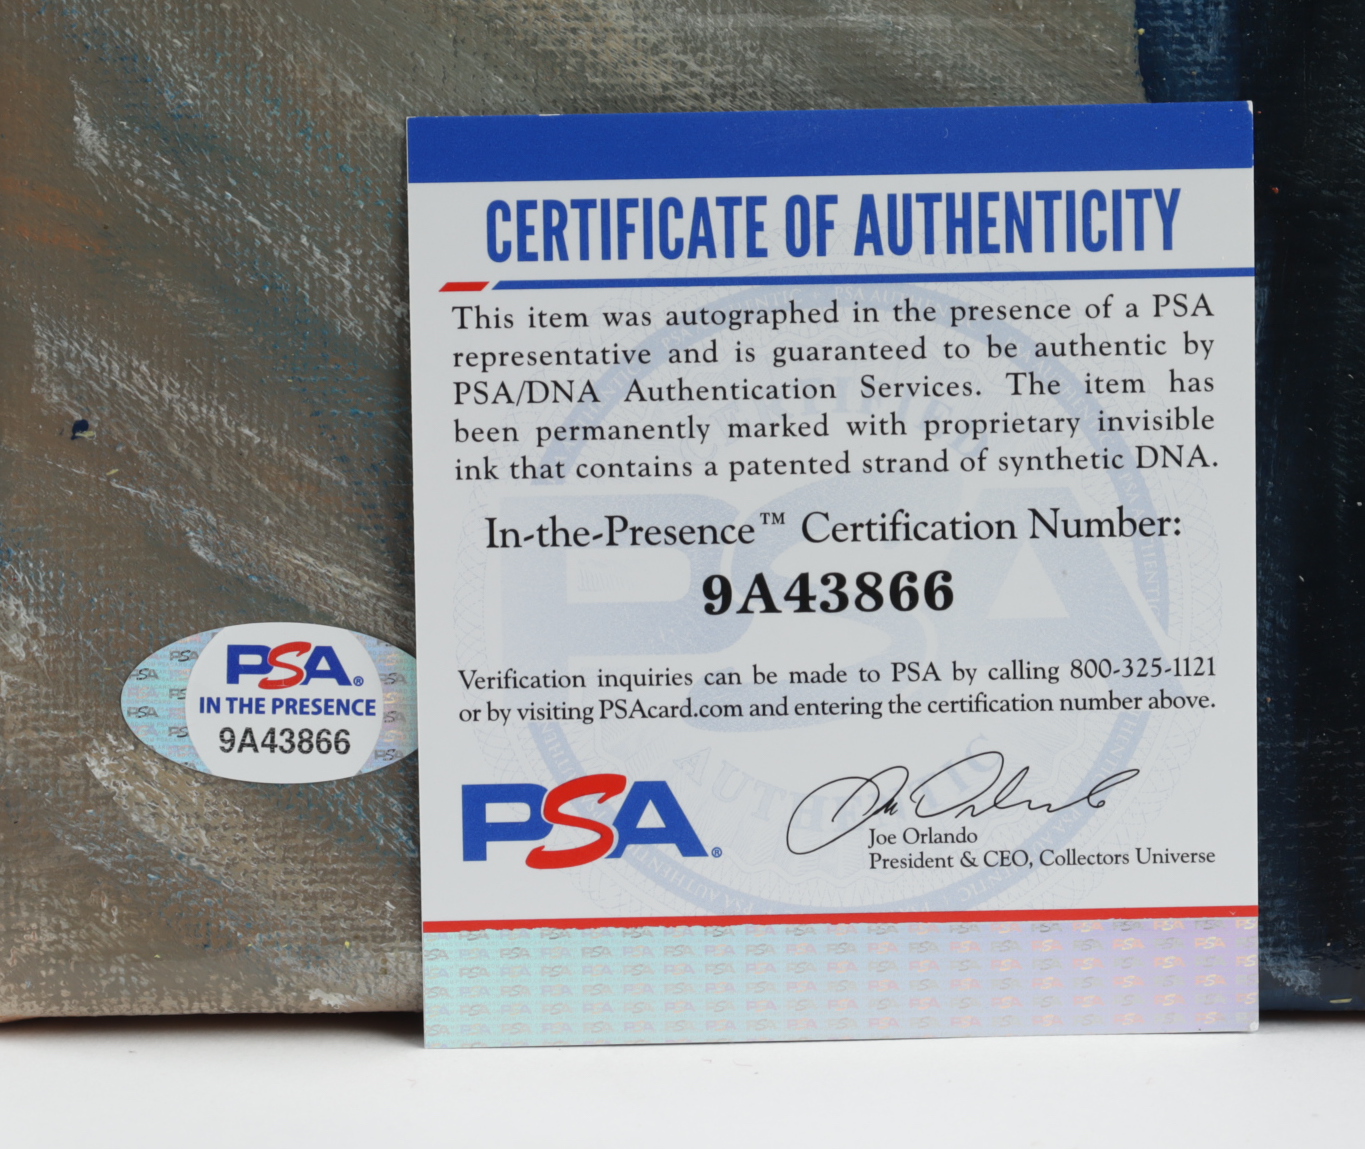 CERTIFICATE OF AUTHENTICITY
This item was autographed in the presence of a PSA
representative and is guaranteed to be authentic by
PSA/DNA Authentication Services. The item has
been permanently marked with proprietary invisible
ink that contains a patented strand of synthetic DNA.
In-the-Presence™ Certification Number:
9A43866
Verification inquiries can be made to PSA by calling 800-325-1121
or by visiting PSAcard.com and entering the certification number above.
PSA®
Joe Orlando
President & CEO, Collectors Universe
PSA®
IN THE PRESENCE
9A43866